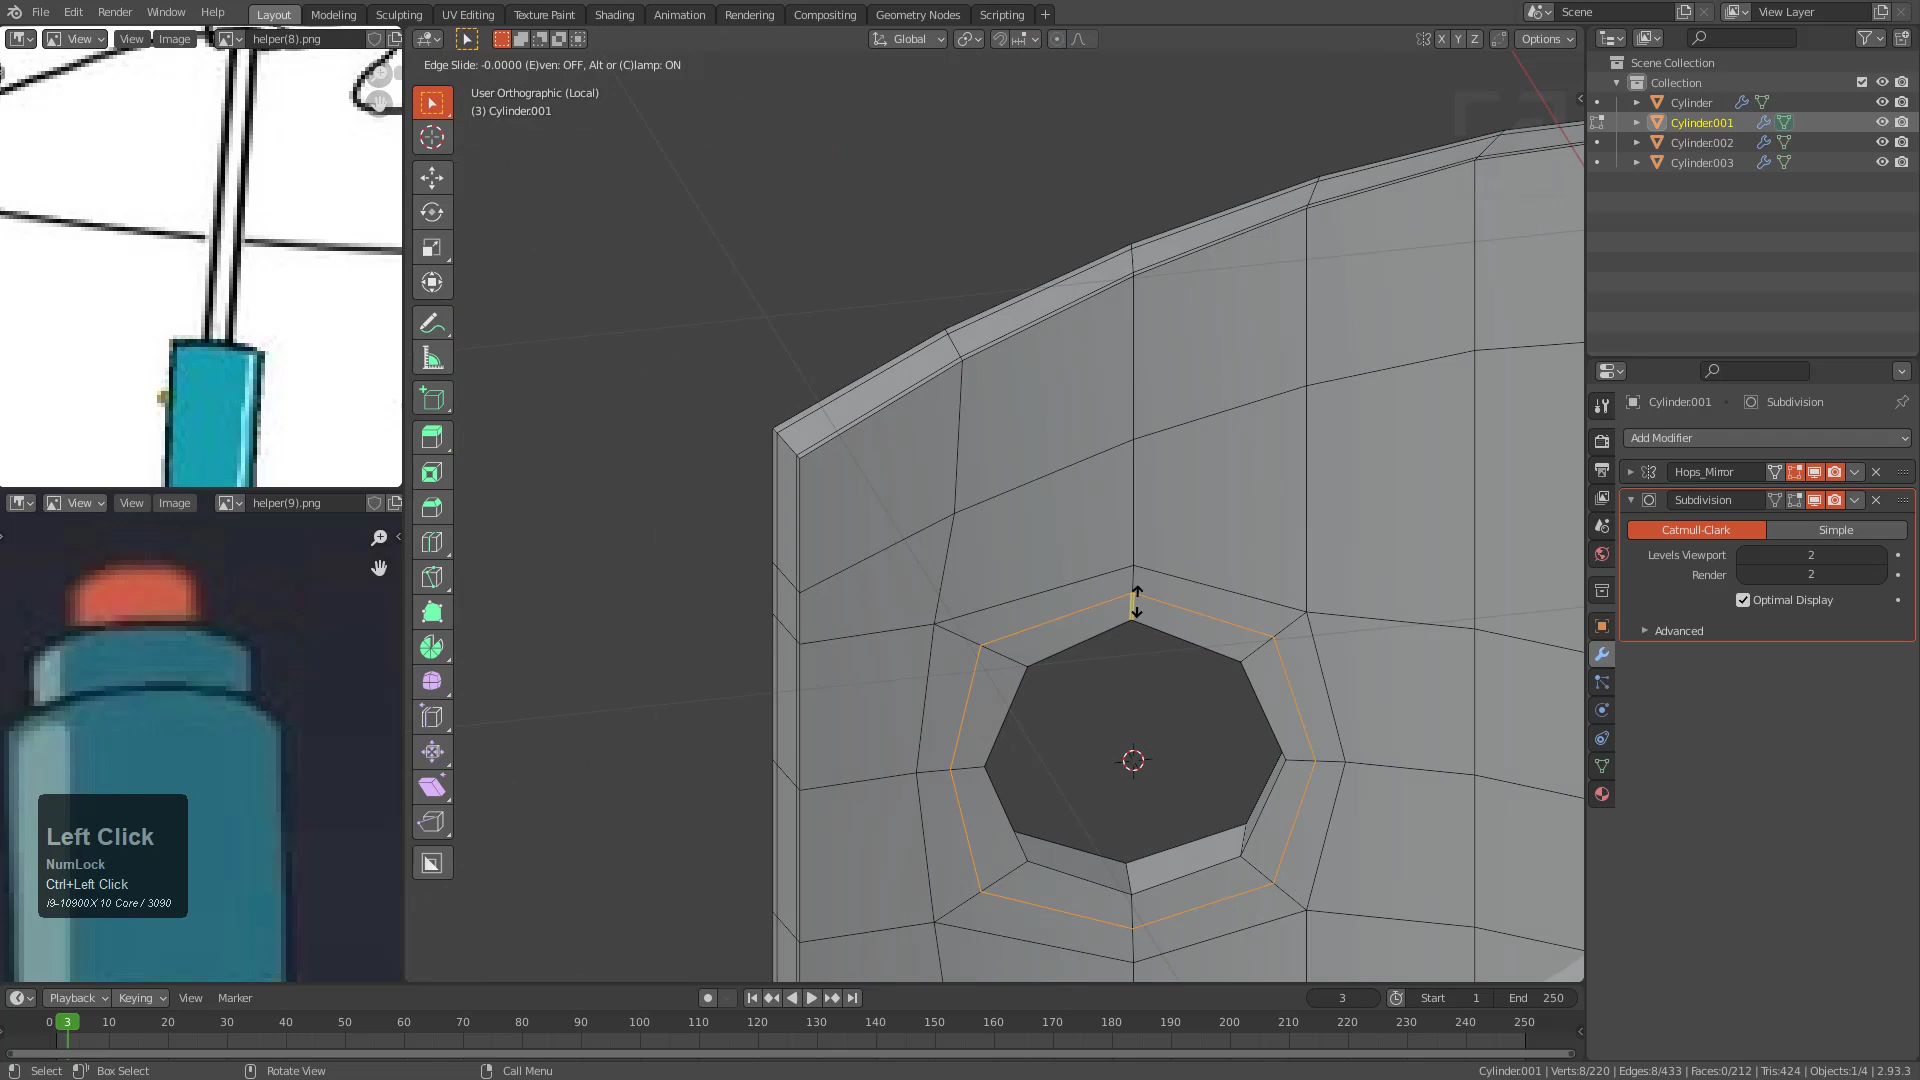 File Edit Render Window Help Layout Modeling Sculpting UV Editing Texture Paint Shading Animation Rendering Compositing Geometry Nodes Scripting + Scene View Layer
View View Image helper(8).png Global X Y Z Options
Edge Slide: -0.0000 (E)ven: OFF, Alt or (C)lamp: ON
User Orthographic (Local)
(3) Cylinder.001
Scene Collection
Collection
Cylinder
Cylinder.001
Cylinder.002
Cylinder.003
Cylinder.001 Subdivision
Add Modifier
Hops_Mirror
Subdivision
Catmull-Clark Simple
Levels Viewport 2
Render 2
Optimal Display
Advanced
View View Image helper(9).png
Left Click
NumLock
Ctrl+Left Click
i9-10900X 10 Core / 3090
Playback Keying View Marker 3 Start 1 End 250
0 3 10 20 30 40 50 60 70 80 90 100 110 120 130 140 150 160 170 180 190 200 210 220 230 240 250
Select Box Select Rotate View Call Menu Cylinder.001 | Verts:8/220 | Edges:8/433 | Faces:0/212 | Tris:424 | Objects:1/4 | 2.93.3